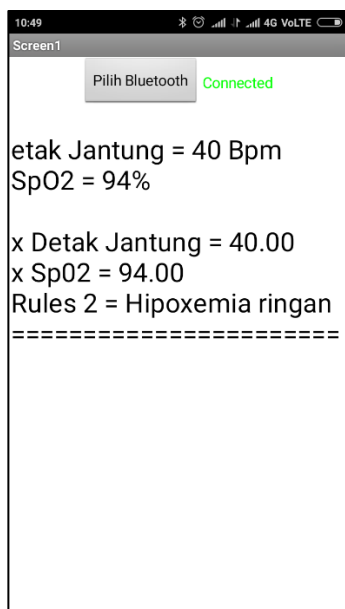 10:49 4G VoLTE
Screen1
Pilih Bluetooth Connected
etak Jantung = 40 Bpm
SpO2 = 94%
x Detak Jantung = 40.00
x Sp02 = 94.00
Rules 2 = Hipoxemia ringan
=======================